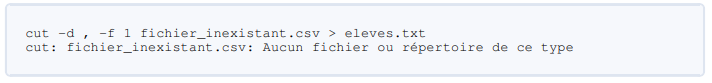 cut -d , -f 1 fichier_inexistant.csv > eleves.txt
cut: fichier_inexistant.csv: Aucun fichier ou répertoire de ce type